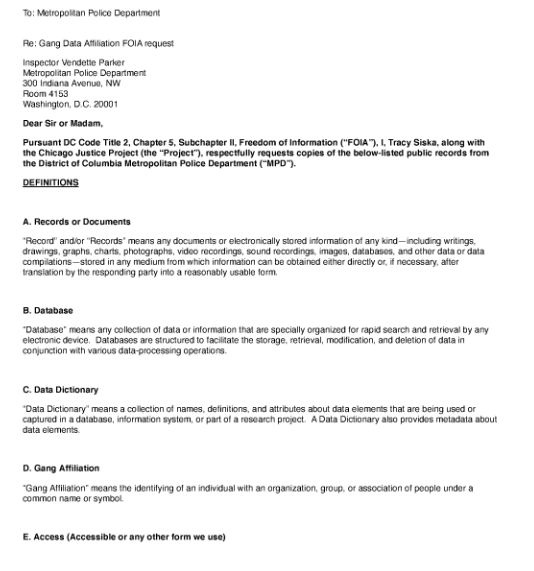 To: Metropolitan Police Department
Re: Gang Data Affiliation FOIA request
Inspector Vendette Parker
Metropolitan Police Department
300 Indiana Avenue, NW
Room 4153
Washington, D.C. 20001
Dear Sir or Madam,
Pursuant DC Code Title 2, Chapter 5, Subchapter II, Freedom of Information ("FOIA"), I, Tracy Siska, along with
the Chicago Justice Project (the "Project"), respectfully requests copies of the below-listed public records from
the District of Columbia Metropolitan Police Department ("MPD").
DEFINITIONS
A. Records or Documents
"Record" and/or "Records" means any documents or electronically stored information of any kind—including writings,
drawings, graphs, charts, photographs, video recordings, sound recordings, images, databases, and other data or data
compilations—stored in any medium from which information can be obtained either directly or, if necessary, after
translation by the responding party into a reasonably usable form.
B. Database
"Database" means any collection of data or information that are specially organized for rapid search and retrieval by any
electronic device. Databases are structured to facilitate the storage, retrieval, modification, and deletion of data in
conjunction with various data-processing operations.
C. Data Dictionary
"Data Dictionary" means a collection of names, definitions, and attributes about data elements that are being used or
captured in a database, information system, or part of a research project. A Data Dictionary also provides metadata about
data elements.
D. Gang Affiliation
"Gang Affiliation" means the identifying of an individual with an organization, group, or association of people under a
common name or symbol.
E. Access (Accessible or any other form we use)